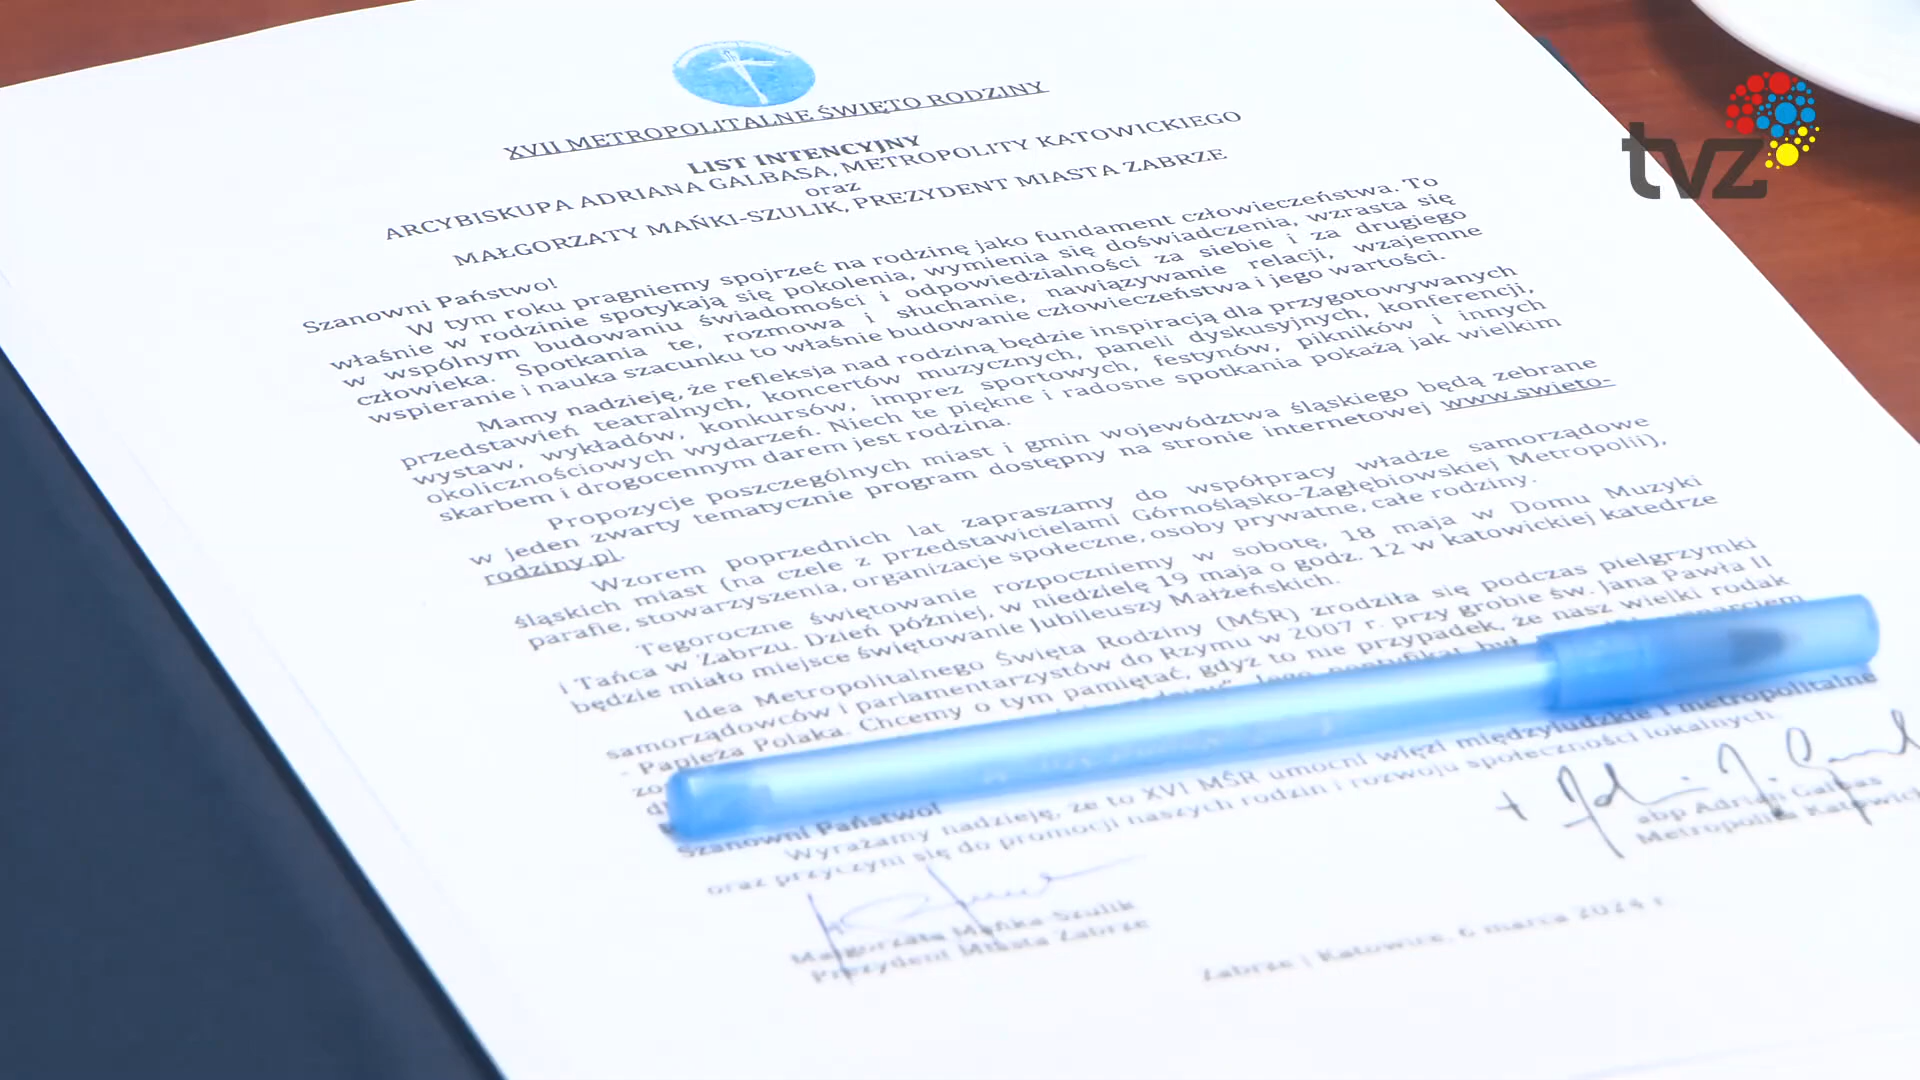 tvz
XVII METROPOLITALNE ŚWIĘTO RODZINY
LIST INTENCYJNY
ARCYBISKUPA ADRIANA GALBASA, METROPOLITY KATOWICKIEGO
oraz
MAŁGORZATY MAŃKI-SZULIK, PREZYDENT MIASTA ZABRZE
Szanowni Państwo!
W tym roku pragniemy spojrzeć na rodzinę jako fundament człowieczeństwa. To
właśnie w rodzinie spotykają się pokolenia, wymienia się doświadczenia, wzrasta się
w wspólnym budowaniu świadomości i odpowiedzialności za siebie i za drugiego
człowieka. Spotkania te, rozmowa i słuchanie, nawiązywanie relacji, wzajemne
wspieranie i nauka szacunku to właśnie budowanie człowieczeństwa i jego wartości.
Mamy nadzieję, że refleksja nad rodziną będzie inspiracją dla przygotowywanych
przedstawień teatralnych, koncertów muzycznych, paneli dyskusyjnych, konferencji,
wystaw, wykładów, konkursów, imprez sportowych, festynów, pikników i innych
okolicznościowych wydarzeń. Niech te piękne i radosne spotkania pokażą jak wielkim
skarbem i drogocennym darem jest rodzina.
Propozycje poszczególnych miast i gmin województwa śląskiego będą zebrane
w jeden zwarty tematycznie program dostępny na stronie internetowej www.swieto-
rodziny.pl.
Wzorem poprzednich lat zapraszamy do współpracy władze samorządowe
śląskich miast (na czele z przedstawicielami Górnośląsko-Zagłębiowskiej Metropolii),
parafie, stowarzyszenia, organizacje społeczne, osoby prywatne, całe rodziny.
Tegoroczne świętowanie rozpoczniemy w sobotę, 18 maja w Domu Muzyki
i Tańca w Zabrzu. Dzień później, w niedzielę 19 maja o godz. 12 w katowickiej katedrze
będzie miało miejsce świętowanie Jubileuszy Małżeńskich.
Idea Metropolitalnego Święta Rodziny (MŚR) zrodziła się podczas pielgrzymki
samorządowców i parlamentarzystów do Rzymu w 2007 r. przy grobie św. Jana Pawła II
- Papieża Polaka. Chcemy o tym pamiętać, gdyż to nie przypadek, że nasz wielki rodak
Jego pontyfikat był
międzyludzkie i metropolitalne
Szanowni Państwo!
Wyrażamy nadzieję, że to XVI MŚR umocni więzi
oraz przyczyni się do promocji naszych rodzin i rozwoju społeczności lokalnych.
abp Adrian Galbas
Metropolita Katowicki
Małgorzata Mańka-Szulik
Prezydent Miasta Zabrze
Zabrze i Katowice, 6 marca 2024 r.